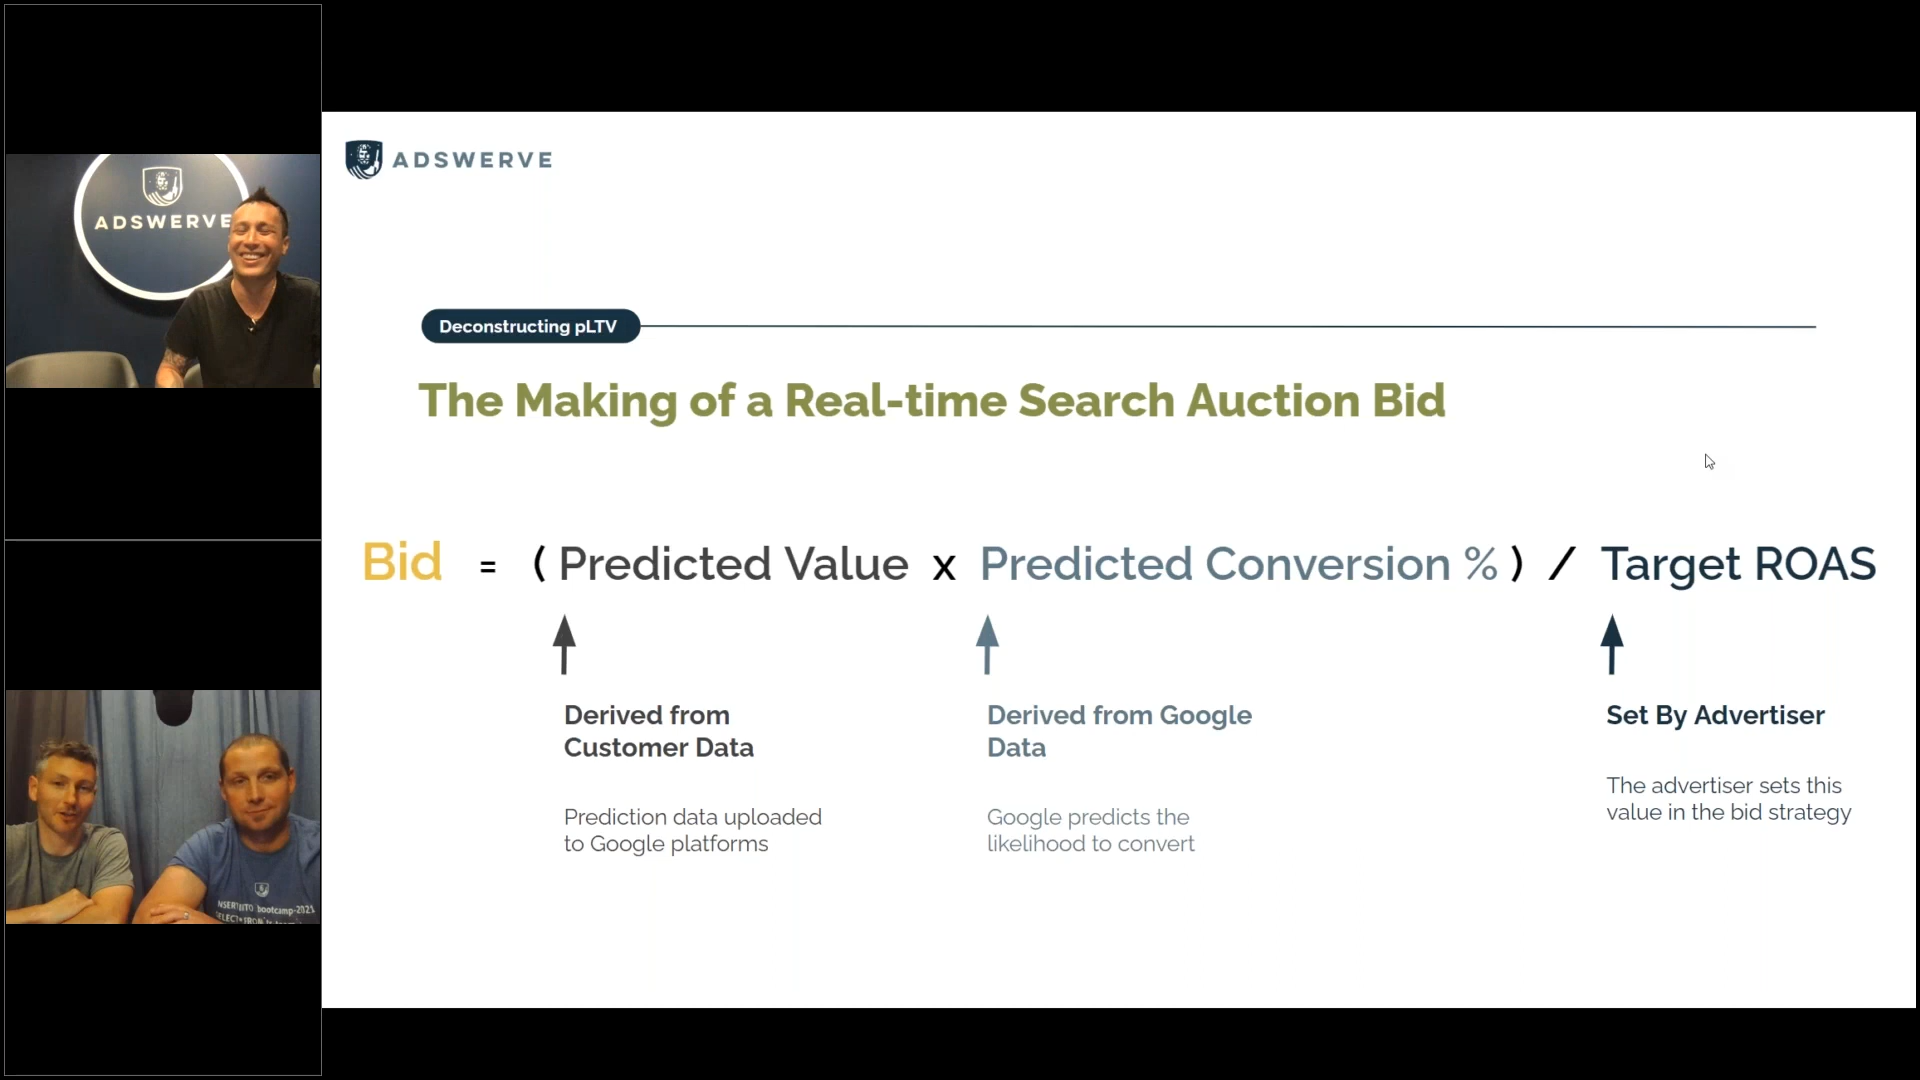 ADSWERVE
ADSWERVE
Deconstructing pLTV
The Making of a Real-time Search Auction Bid
Bid = ( Predicted Value x Predicted Conversion % ) / Target ROAS
Derived from
Customer Data
Prediction data uploaded
to Google platforms
Derived from Google
Data
Google predicts the
likelihood to convert
Set By Advertiser
The advertiser sets this
value in the bid strategy
bootcamp-2021